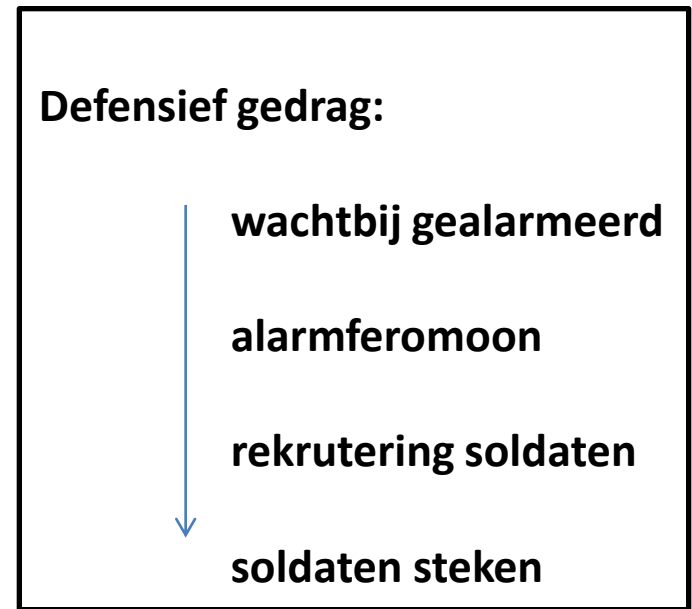 Defensief gedrag:
wachtbij gealarmeerd
alarmferomoon
rekrutering soldaten
soldaten steken